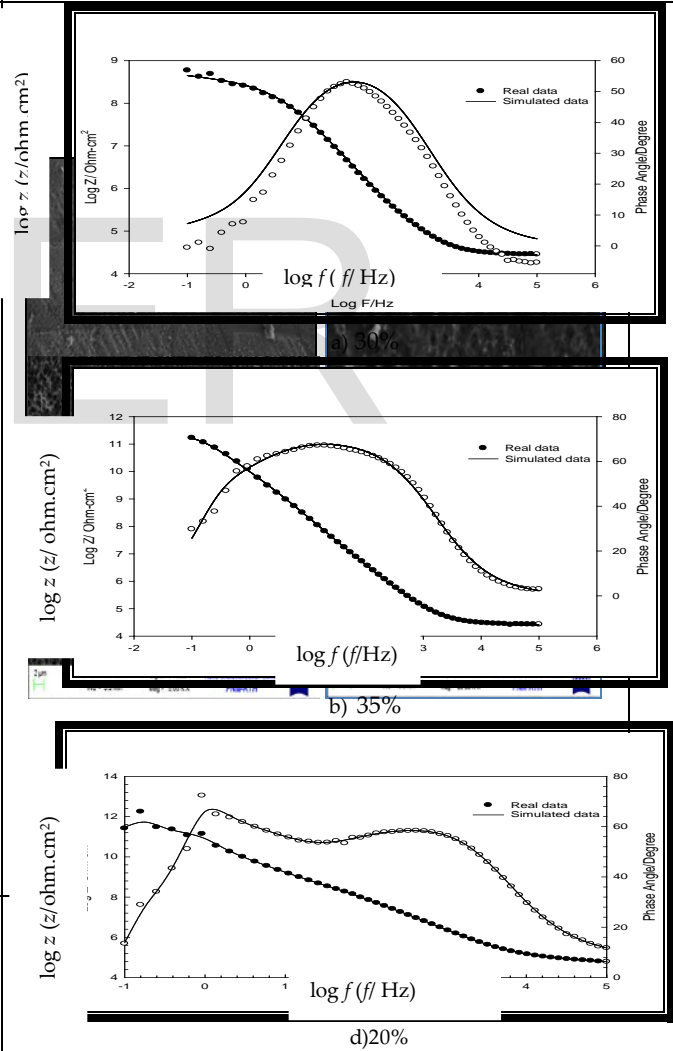 9
8
7
6
5
4
60
50
40
30
20
10
0
Real data
Simulated data
log z (z/ohm.cm²)
Log Z/ Ohm-cm²
Phase Angle/Degree
-2
-1
0
4
5
6
log f ( f/ Hz)
Log F/Hz
ER
a) 30%
12
11
10
9
8
7
6
5
4
80
60
40
20
0
Real data
Simulated data
log z (z/ ohm.cm²)
Log Z/ Ohm-cm²
Phase Angle/Degree
-2
-1
0
3
4
5
6
log f (f/Hz)
2 µm
b) 35%
14
12
10
8
6
4
80
60
40
20
0
Real data
Simulated data
log z (z/ohm.cm²)
Phase Angle/Degree
-1
0
1
4
5
log f (f/ Hz)
d)20%